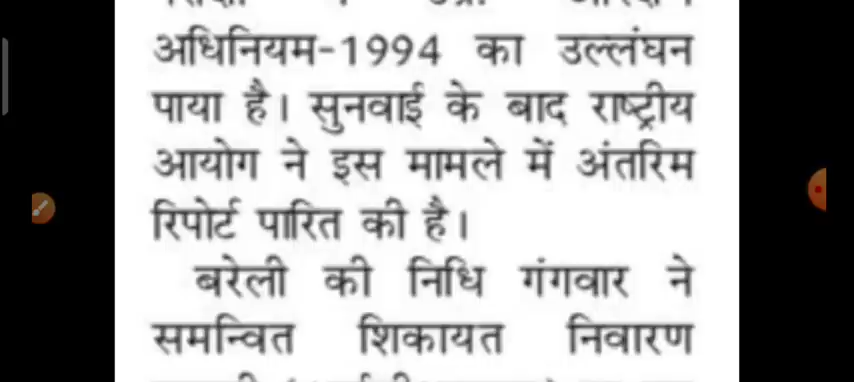 अधिनियम-1994 का उल्लंघन
पाया है। सुनवाई के बाद राष्ट्रीय
आयोग ने इस मामले में अंतरिम
रिपोर्ट पारित की है।
बरेली की निधि गंगवार ने
समन्वित शिकायत निवारण